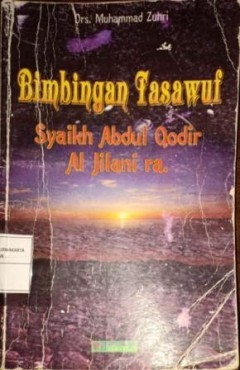 Drs. Muhammad Zuhri
Bimbingan Tasawuf
Syaikh Abdul Qodir
Al Jilani ra.